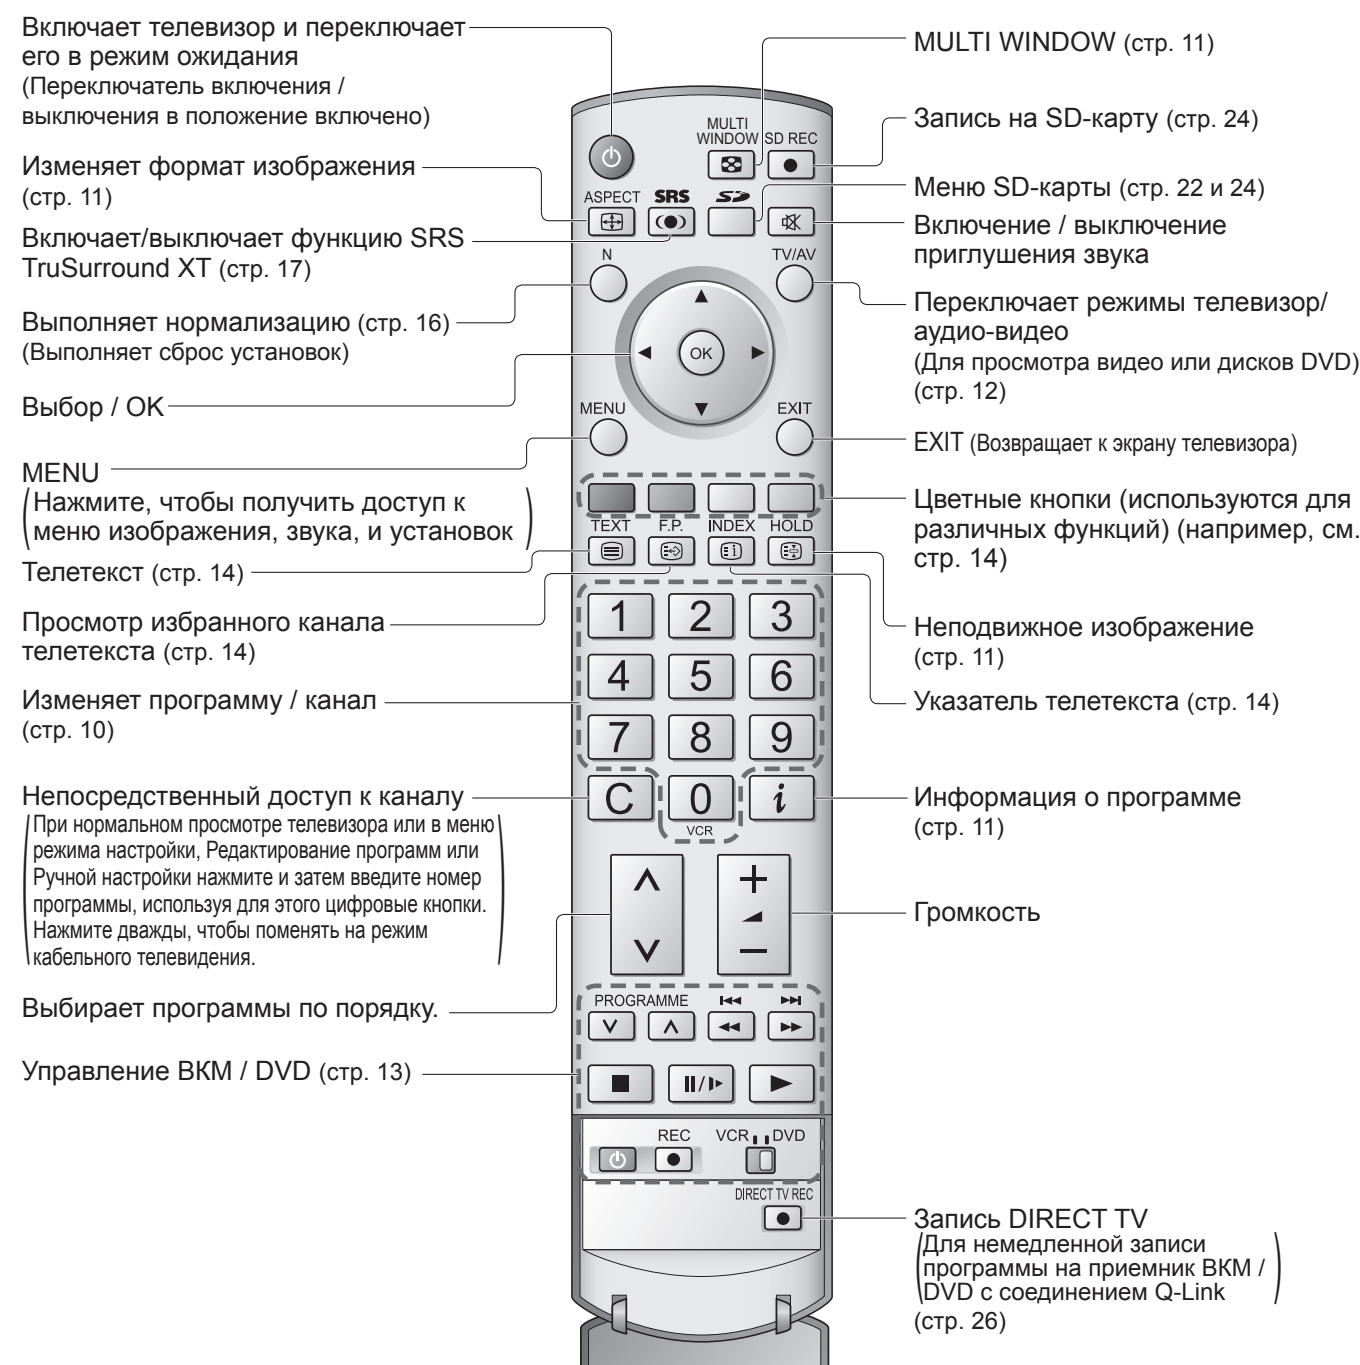 Включает телевизор и переключает
его в режим ожидания
(Переключатель включения /
выключения в положение включено)
Изменяет формат изображения
(стр. 11)
Включает/выключает функцию SRS
TruSurround XT (стр. 17)
Выполняет нормализацию (стр. 16)
(Выполняет сброс установок)
Выбор / OK
MENU
(Нажмите, чтобы получить доступ к
меню изображения, звука, и установок)
Телетекст (стр. 14)
Просмотр избранного канала
телетекста (стр. 14)
Изменяет программу / канал
(стр. 10)
Непосредственный доступ к каналу
(При нормальном просмотре телевизора или в меню
режима настройки, Редактирование программ или
Ручной настройки нажмите и затем введите номер
программы, используя для этого цифровые кнопки.
Нажмите дважды, чтобы поменять на режим
кабельного телевидения.)
Выбирает программы по порядку.
Управление ВКМ / DVD (стр. 13)
MULTI
WINDOW
SD REC
ASPECT
SRS
SD
N
TV/AV
OK
MENU
EXIT
TEXT
F.P.
INDEX
HOLD
1
2
3
4
5
6
7
8
9
C
0
i
VCR
PROGRAMME
REC
VCR
DVD
DIRECT TV REC
MULTI WINDOW (стр. 11)
Запись на SD-карту (стр. 24)
Меню SD-карты (стр. 22 и 24)
Включение / выключение
приглушения звука
Переключает режимы телевизор/
аудио-видео
(Для просмотра видео или дисков DVD)
(стр. 12)
EXIT (Возвращает к экрану телевизора)
Цветные кнопки (используются для
различных функций) (например, см.
стр. 14)
Неподвижное изображение
(стр. 11)
Указатель телетекста (стр. 14)
Информация о программе
(стр. 11)
Громкость
Запись DIRECT TV
(Для немедленной записи
программы на приемник ВКМ /
DVD с соединением Q-Link)
(стр. 26)